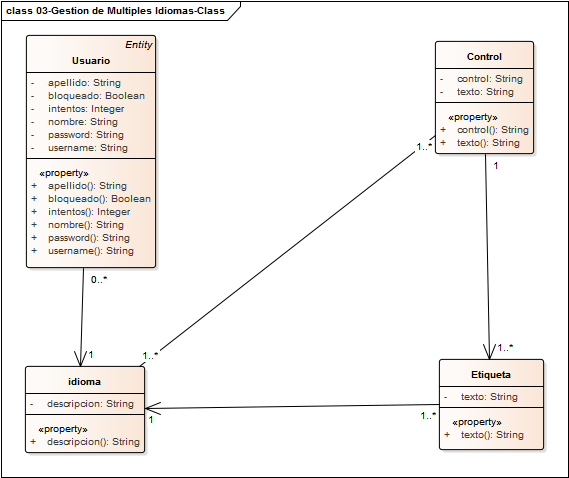 class 03-Gestion de Multiples Idiomas-Class
Entity
Usuario
- apellido: String
- bloqueado: Boolean
- intentos: Integer
- nombre: String
- password: String
- username: String
«property»
+ apellido(): String
+ bloqueado(): Boolean
+ intentos(): Integer
+ nombre(): String
+ password(): String
+ username(): String
Control
- control: String
- texto: String
«property»
+ control(): String
+ texto(): String
1..*
1
0..*
1
1..*
1..*
idioma
- descripcion: String
«property»
+ descripcion(): String
1
1..*
Etiqueta
- texto: String
«property»
+ texto(): String